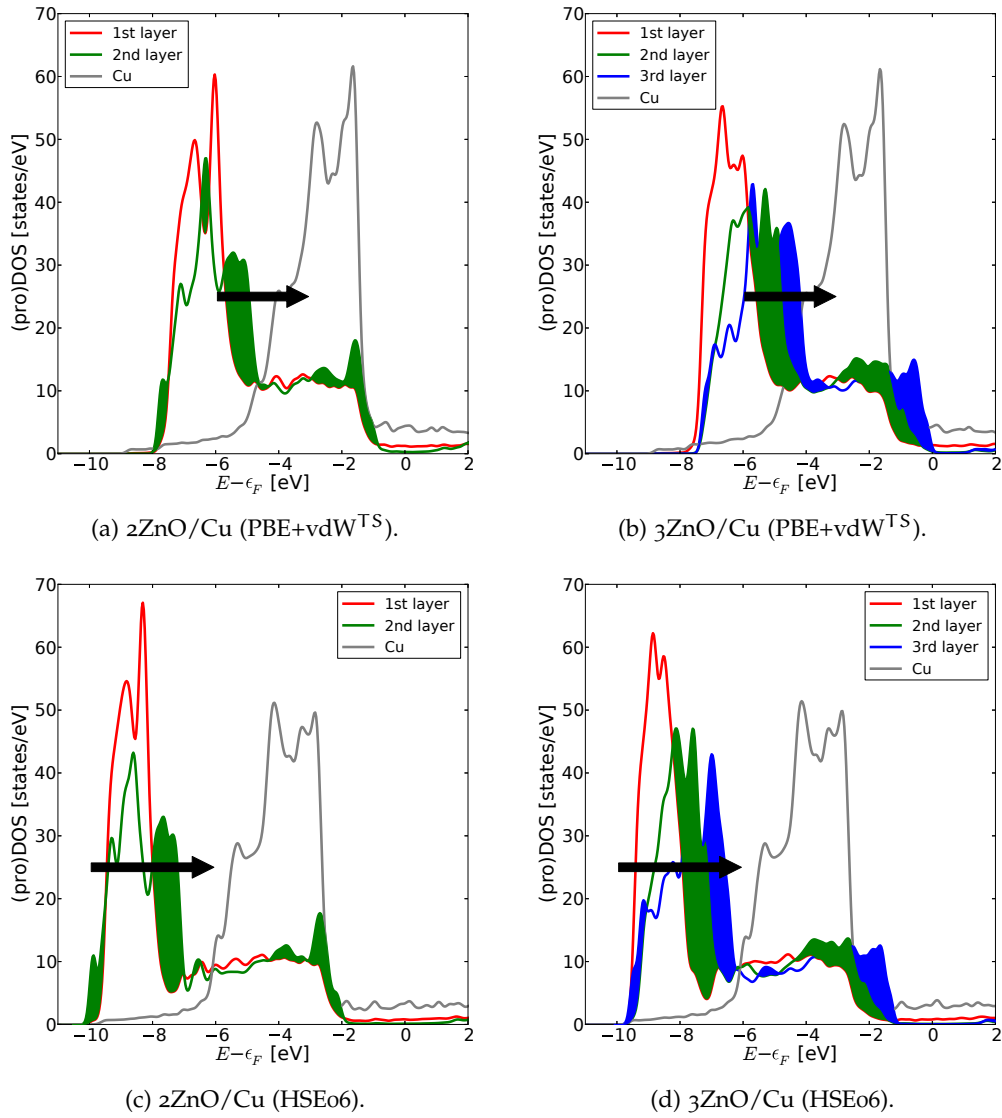 70
60
50
40
30
20
10
0
(pro)DOS [states/eV]
1st layer
2nd layer
Cu
−10 −8 −6 −4 −2 0 2
E−ϵF [eV]
(a) 2ZnO/Cu (PBE+vdWTS).
70
60
50
40
30
20
10
0
(pro)DOS [states/eV]
1st layer
2nd layer
3rd layer
Cu
−10 −8 −6 −4 −2 0 2
E−ϵF [eV]
(b) 3ZnO/Cu (PBE+vdWTS).
70
60
50
40
30
20
10
0
(pro)DOS [states/eV]
1st layer
2nd layer
Cu
−10 −8 −6 −4 −2 0 2
E−ϵF [eV]
(c) 2ZnO/Cu (HSE06).
70
60
50
40
30
20
10
0
(pro)DOS [states/eV]
1st layer
2nd layer
3rd layer
Cu
−10 −8 −6 −4 −2 0 2
E−ϵF [eV]
(d) 3ZnO/Cu (HSE06).